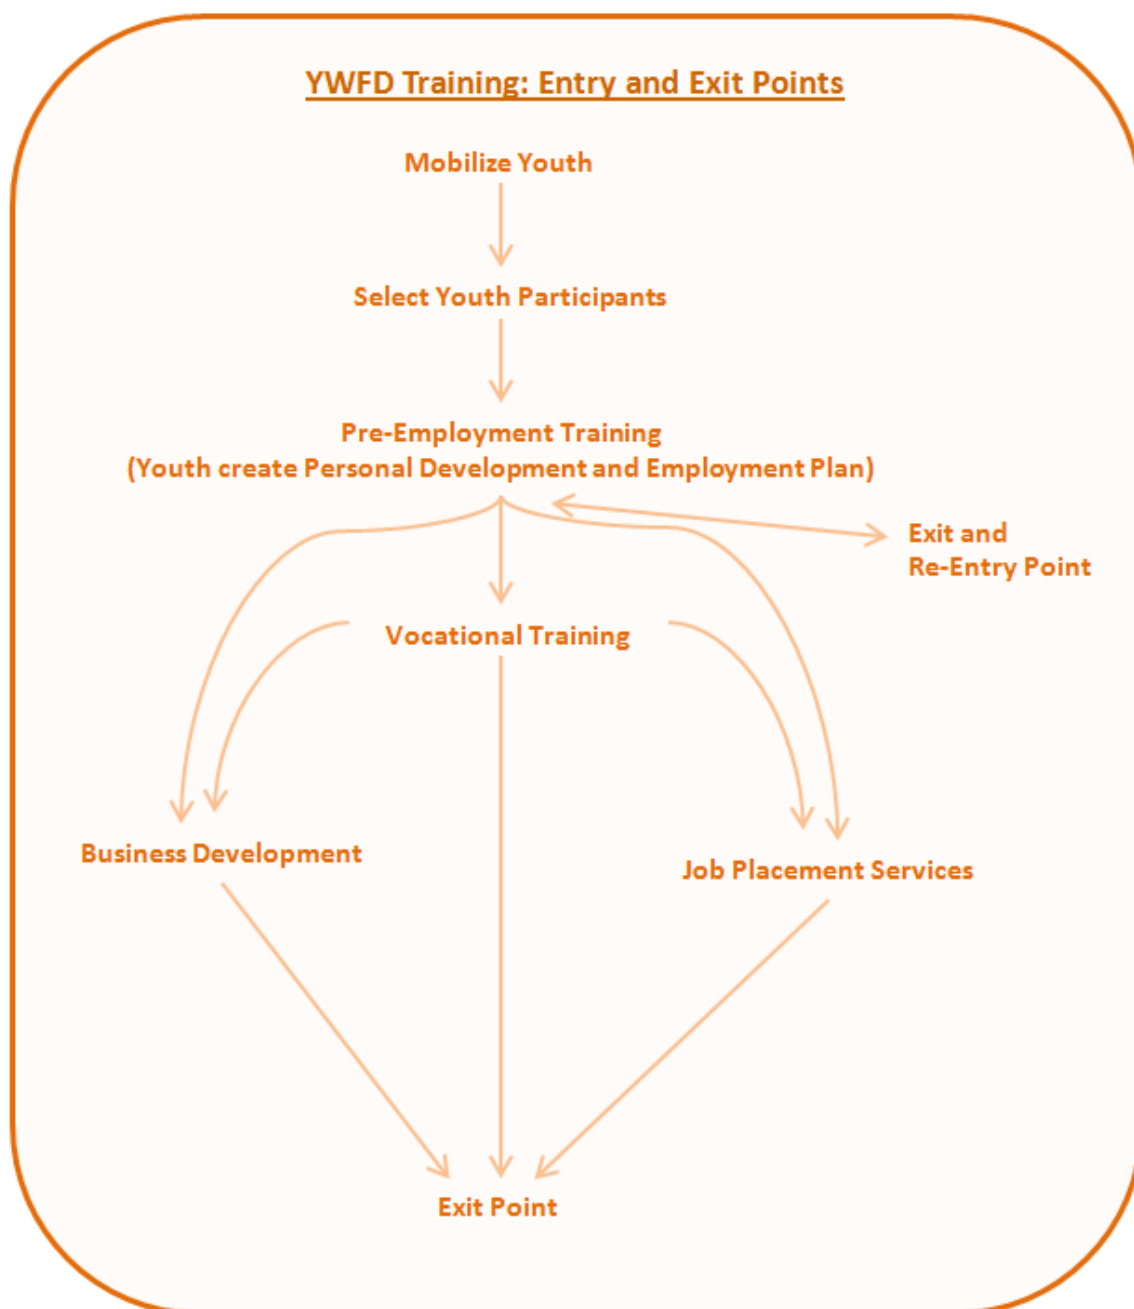 YWFD Training: Entry and Exit Points
Mobilize Youth
Select Youth Participants
Pre-Employment Training
(Youth create Personal Development and Employment Plan)
Exit and
Re-Entry Point
Vocational Training
Business Development
Job Placement Services
Exit Point